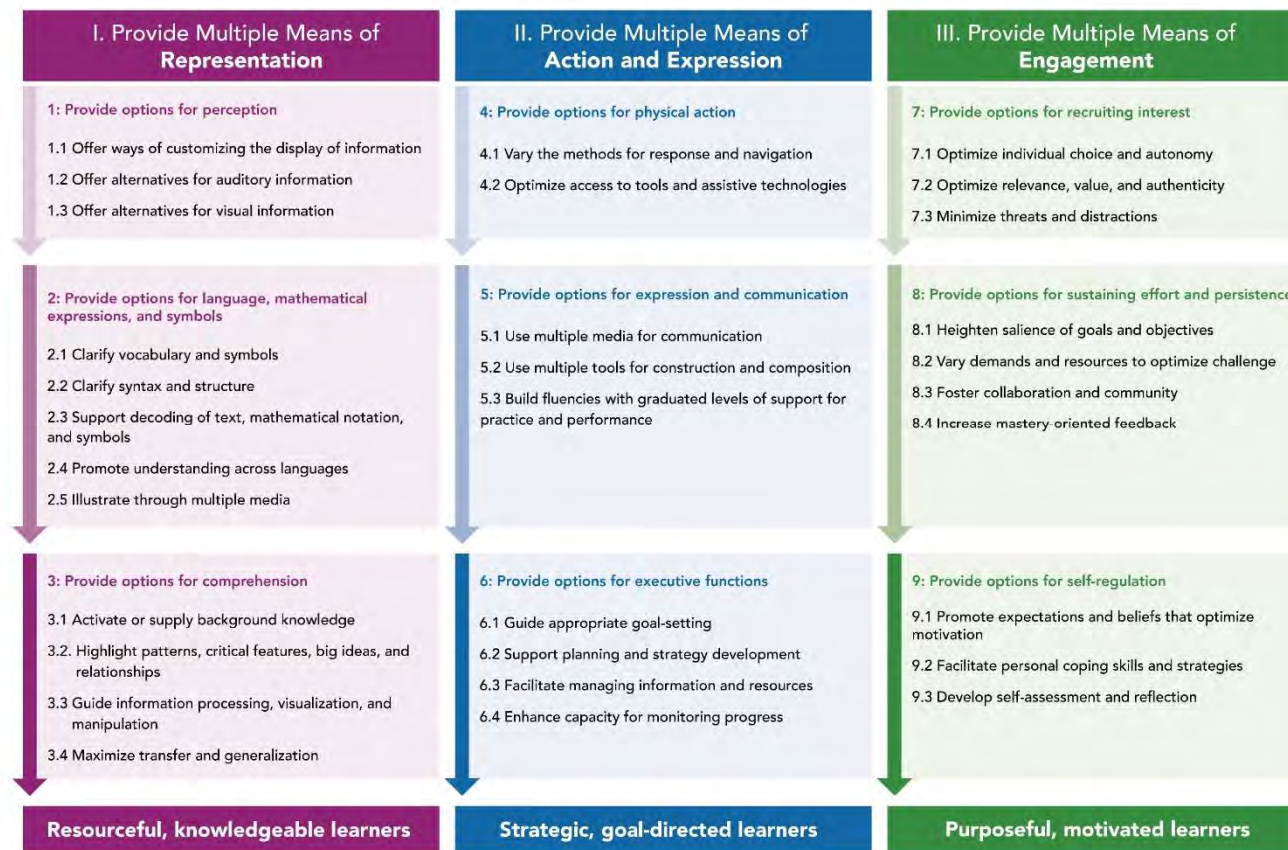 I. Provide Multiple Means of
Representation
1: Provide options for perception
1.1 Offer ways of customizing the display of information
1.2 Offer alternatives for auditory information
1.3 Offer alternatives for visual information
2: Provide options for language, mathematical
expressions, and symbols
2.1 Clarify vocabulary and symbols
2.2 Clarify syntax and structure
2.3 Support decoding of text, mathematical notation,
and symbols
2.4 Promote understanding across languages
2.5 Illustrate through multiple media
3: Provide options for comprehension
3.1 Activate or supply background knowledge
3.2. Highlight patterns, critical features, big ideas, and
relationships
3.3 Guide information processing, visualization, and
manipulation
3.4 Maximize transfer and generalization
Resourceful, knowledgeable learners
II. Provide Multiple Means of
Action and Expression
4: Provide options for physical action
4.1 Vary the methods for response and navigation
4.2 Optimize access to tools and assistive technologies
5: Provide options for expression and communication
5.1 Use multiple media for communication
5.2 Use multiple tools for construction and composition
5.3 Build fluencies with graduated levels of support for
practice and performance
6: Provide options for executive functions
6.1 Guide appropriate goal-setting
6.2 Support planning and strategy development
6.3 Facilitate managing information and resources
6.4 Enhance capacity for monitoring progress
Strategic, goal-directed learners
III. Provide Multiple Means of
Engagement
7: Provide options for recruiting interest
7.1 Optimize individual choice and autonomy
7.2 Optimize relevance, value, and authenticity
7.3 Minimize threats and distractions
8: Provide options for sustaining effort and persistence
8.1 Heighten salience of goals and objectives
8.2 Vary demands and resources to optimize challenge
8.3 Foster collaboration and community
8.4 Increase mastery-oriented feedback
9: Provide options for self-regulation
9.1 Promote expectations and beliefs that optimize
motivation
9.2 Facilitate personal coping skills and strategies
9.3 Develop self-assessment and reflection
Purposeful, motivated learners